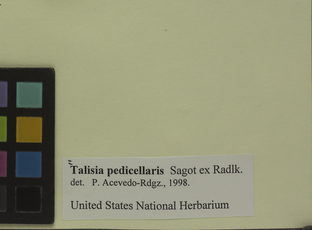 Talisia pedicellaris Sagot ex Radlk.
det. P. Acevedo-Rdgz., 1998.
United States National Herbarium